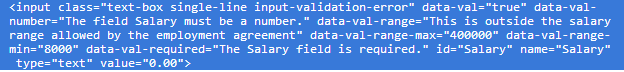 <input class="text-box single-line input-validation-error" data-val="true" data-val-
number="The field Salary must be a number." data-val-range="This is outside the salary
range allowed by the employment agreement" data-val-range-max="400000" data-val-range-
min="8000" data-val-required="The Salary field is required." id="Salary" name="Salary"
type="text" value="0.00">